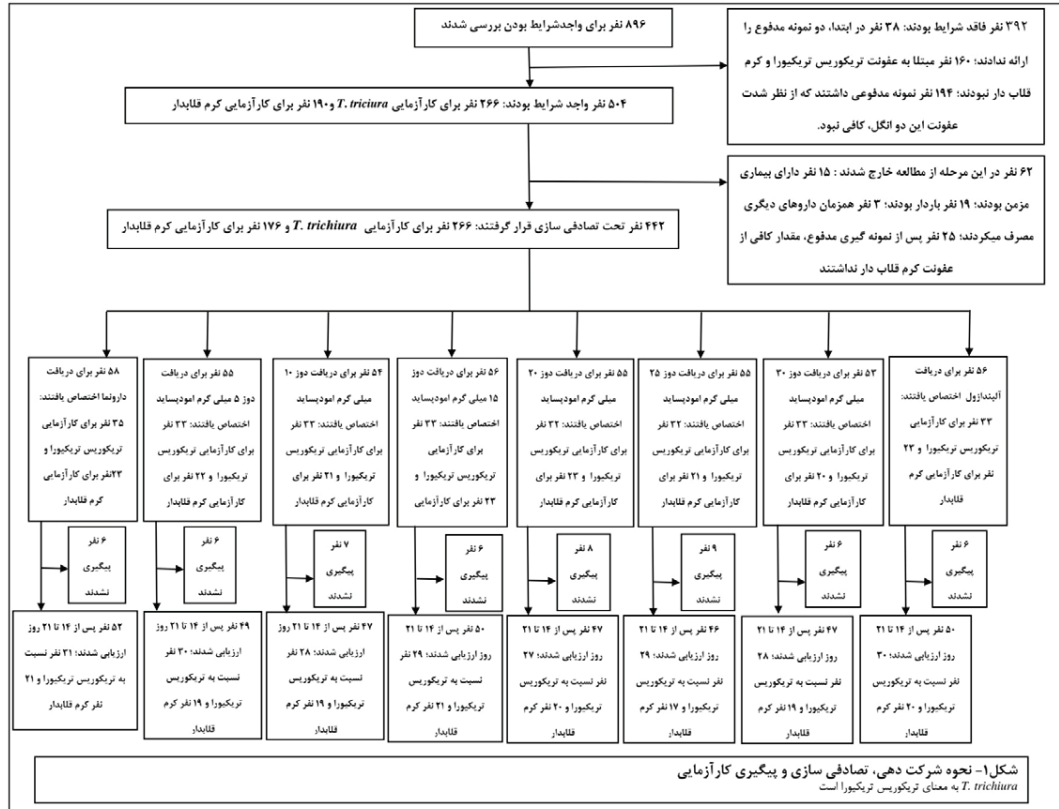 ۸۹۶ نفر برای واجدشرایط بودن بررسی شدند
۳۹۲ نفر فاقد شرایط بودند: ۳۸ نفر در ابتدا، دو نمونه مدفوع را
ارائه ندادند؛ ۱۶۰ نفر مبتلا به عفونت تریکوریس تریکیورا و کرم
قلاب دار نبودند؛ ۱۹۴ نفر نمونه مدفوعی داشتند که از نظر شدت
عفونت این دو انگل، کافی نبود.
۵۰۴ نفر واجد شرایط بودند: ۲۶۶ نفر برای کارآزمایی T. triciura و ۱۹۰ نفر برای کارآزمایی کرم قلابدار
۶۲ نفر در این مرحله از مطالعه خارج شدند : ۱۵ نفر دارای بیماری
مزمن بودند؛ ۱۹ نفر باردار بودند؛ ۳ نفر همزمان داروهای دیگری
مصرف میکردند؛ ۲۵ نفر پس از نمونه گیری مدفوع، مقدار کافی از
عفونت کرم قلاب دار نداشتند
۴۴۲ نفر تحت تصادفی سازی قرار گرفتند: ۲۶۶ نفر برای کارآزمایی T. trichiura و ۱۷۶ نفر برای کارآزمایی کرم قلابدار
۵۶ نفر برای دریافت
آلبندازول اختصاص یافتند:
۳۳ نفر برای کارآزمایی
تریکوریس تریکیورا و ۲۳
نفر برای کارآزمایی کرم
قلابدار
۵۳ نفر برای دریافت دوز ۳۰
میلی گرم امودپساید
اختصاص یافتند: ۳۳ نفر
برای کارآزمایی تریکوریس
تریکیورا و ۲۰ نفر برای
کارآزمایی کرم قلابدار
۵۵ نفر برای دریافت دوز ۲۵
میلی گرم امودپساید
اختصاص یافتند: ۳۲ نفر
برای کارآزمایی تریکوریس
تریکیورا و ۲۱ نفر برای
کارآزمایی کرم قلابدار
۵۵ نفر برای دریافت دوز ۲۰
میلی گرم امودپساید
اختصاص یافتند: ۳۲ نفر
برای کارآزمایی تریکوریس
تریکیورا و ۲۳ نفر برای
کارآزمایی کرم قلابدار
۵۶ نفر برای دریافت دوز
۱۵ میلی گرم امودپساید
اختصاص یافتند: ۳۳ نفر
برای کارآزمایی
تریکوریس تریکیورا و
۲۳ نفر برای کارآزمایی
۵۴ نفر برای دریافت دوز ۱۰
میلی گرم امودپساید
اختصاص یافتند: ۳۳ نفر
برای کارآزمایی تریکوریس
تریکیورا و ۲۱ نفر برای
کارآزمایی کرم قلابدار
۵۵ نفر برای دریافت
دوز ۵ میلی گرم امودپساید
اختصاص یافتند: ۳۳ نفر
برای کارآزمایی تریکوریس
تریکیورا و ۲۲ نفر برای
کارآزمایی کرم قلابدار
۵۸ نفر برای دریافت
دارونما اختصاص یافتند:
۳۵ نفر برای کارآزمایی
تریکوریس تریکیورا و
۲۳نفر برای کارآزمایی
کرم قلابدار
۶ نفر
پیگیری
نشدند
۶ نفر
پیگیری
نشدند
۹ نفر
پیگیری
نشدند
۸ نفر
پیگیری
نشدند
۶ نفر
پیگیری
نشدند
۷ نفر
پیگیری
نشدند
۶ نفر
پیگیری
نشدند
۶ نفر
پیگیری
نشدند
۵۰ نفر پس از ۱۴ تا ۲۱
روز ارزیابی شدند؛ ۳۰
نفر نسبت به تریکوریس
تریکیورا و ۲۰ نفر کرم
قلابدار
۴۷ نفر پس از ۱۴ تا ۲۱
روز ارزیابی شدند؛ ۲۸
نفر نسبت به تریکوریس
تریکیورا و ۱۹ نفر کرم
قلابدار
۴۶ نفر پس از ۱۴ تا ۲۱
روز ارزیابی شدند؛ ۲۹
نفر نسبت به تریکوریس
تریکیورا و ۱۷ نفر کرم
قلابدار
۴۷ نفر پس از ۱۴ تا ۲۱
روز ارزیابی شدند؛ ۲۷
نفر نسبت به تریکوریس
تریکیورا و ۲۰ نفر کرم
قلابدار
۵۰ نفر پس از ۱۴ تا ۲۱
روز ارزیابی شدند؛ ۲۹ نفر
نسبت به تریکوریس
تریکیورا و ۲۱ نفر کرم
قلابدار
۴۷ نفر پس از ۱۴ تا ۲۱ روز
ارزیابی شدند؛ ۲۸ نفر
نسبت به تریکوریس
تریکیورا و ۱۹ نفر کرم
قلابدار
۴۹ نفر پس از ۱۴ تا ۲۱ روز
ارزیابی شدند؛ ۳۰ نفر
نسبت به تریکوریس
تریکیورا و ۱۹ نفر کرم
قلابدار
۵۲ نفر پس از ۱۴ تا ۲۱ روز
ارزیابی شدند؛ ۳۱ نفر نسبت
به تریکوریس تریکیورا و ۲۱
نفر کرم قلابدار
شکل۱- نحوه شرکت دهی، تصادفی سازی و پیگیری کارآزمایی
T. trichiura به معنای تریکوریس تریکیورا است